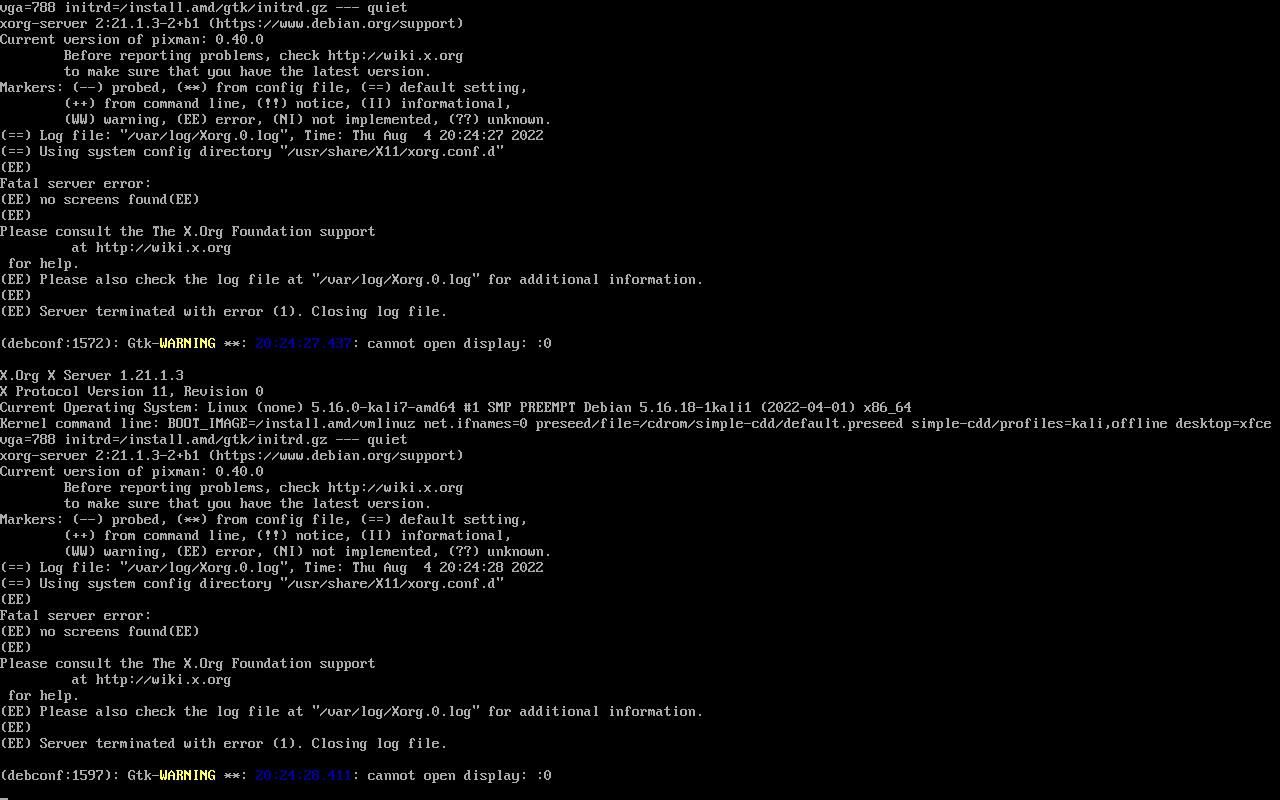 vga=788 initrd=/install.amd/gtk/initrd.gz --- quiet
xorg-server 2:21.1.3-2+b1 (https://www.debian.org/support)
Current version of pixman: 0.40.0
        Before reporting problems, check http://wiki.x.org
        to make sure that you have the latest version.
Markers: (--) probed, (**) from config file, (==) default setting,
        (++) from command line, (!!) notice, (II) informational,
        (WW) warning, (EE) error, (NI) not implemented, (??) unknown.
(==) Log file: "/var/log/Xorg.0.log", Time: Thu Aug  4 20:24:27 2022
(==) Using system config directory "/usr/share/X11/xorg.conf.d"
(EE)
Fatal server error:
(EE) no screens found(EE)
(EE)
Please consult the The X.Org Foundation support
         at http://wiki.x.org
 for help.
(EE) Please also check the log file at "/var/log/Xorg.0.log" for additional information.
(EE)
(EE) Server terminated with error (1). Closing log file.

(debconf:1572): Gtk-WARNING **: 20:24:27.437: cannot open display: :0

X.Org X Server 1.21.1.3
X Protocol Version 11, Revision 0
Current Operating System: Linux (none) 5.16.0-kali7-amd64 #1 SMP PREEMPT Debian 5.16.18-1kali1 (2022-04-01) x86_64
Kernel command line: BOOT_IMAGE=/install.amd/vmlinuz net.ifnames=0 preseed/file=/cdrom/simple-cdd/default.preseed simple-cdd/profiles=kali,offline desktop=xfce
vga=788 initrd=/install.amd/gtk/initrd.gz --- quiet
xorg-server 2:21.1.3-2+b1 (https://www.debian.org/support)
Current version of pixman: 0.40.0
        Before reporting problems, check http://wiki.x.org
        to make sure that you have the latest version.
Markers: (--) probed, (**) from config file, (==) default setting,
        (++) from command line, (!!) notice, (II) informational,
        (WW) warning, (EE) error, (NI) not implemented, (??) unknown.
(==) Log file: "/var/log/Xorg.0.log", Time: Thu Aug  4 20:24:28 2022
(==) Using system config directory "/usr/share/X11/xorg.conf.d"
(EE)
Fatal server error:
(EE) no screens found(EE)
(EE)
Please consult the The X.Org Foundation support
         at http://wiki.x.org
 for help.
(EE) Please also check the log file at "/var/log/Xorg.0.log" for additional information.
(EE)
(EE) Server terminated with error (1). Closing log file.

(debconf:1597): Gtk-WARNING **: 20:24:28.411: cannot open display: :0